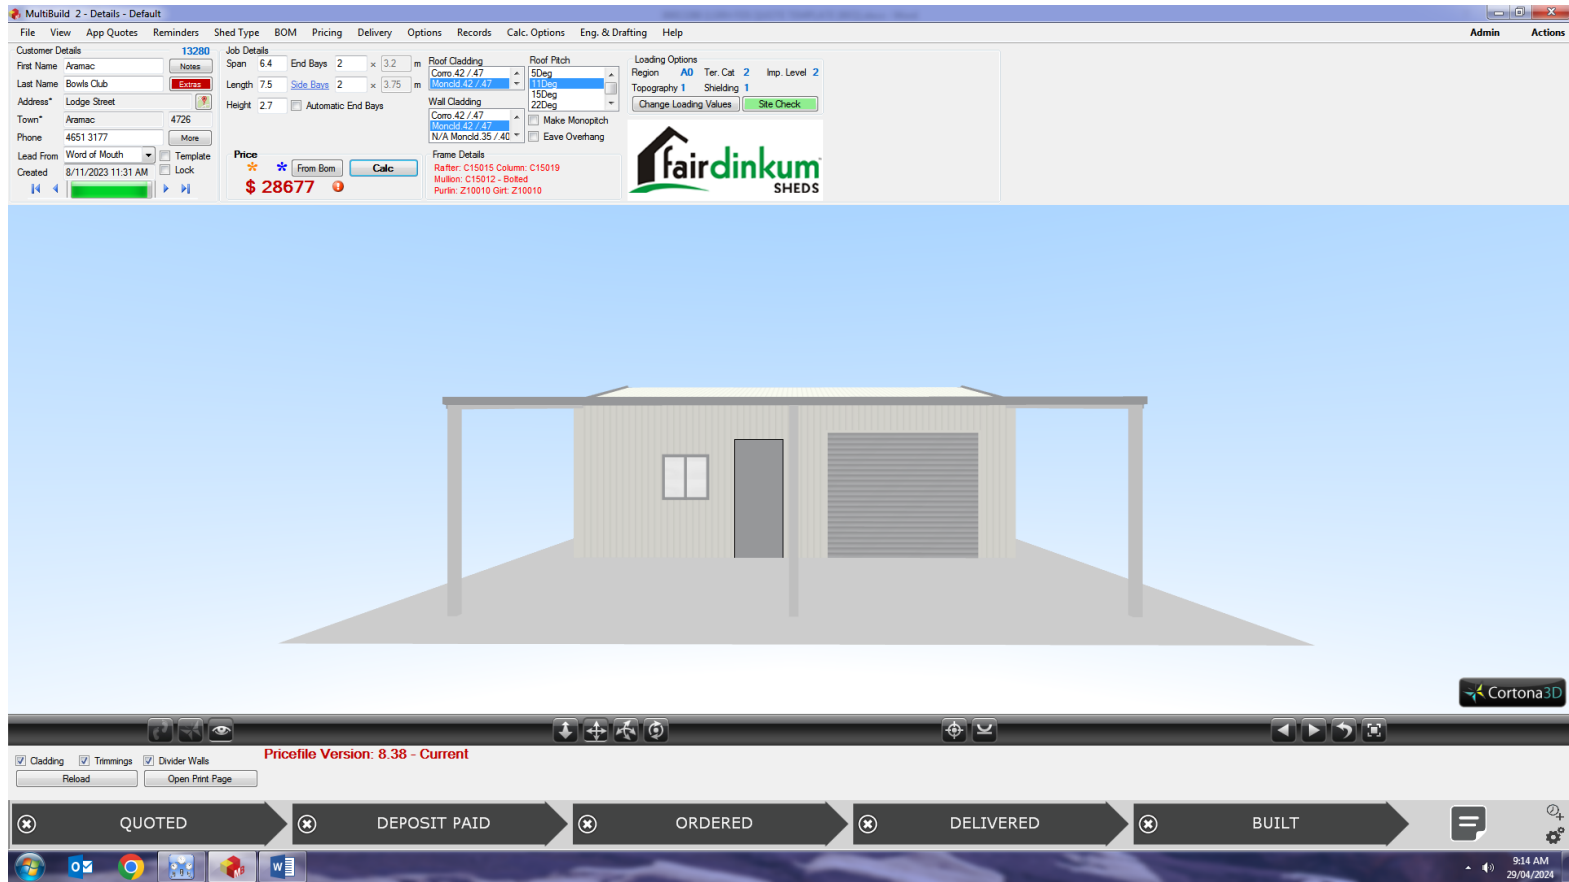 MultiBuild 2 - Details - Default
File View App Quotes Reminders Shed Type BOM Pricing Delivery Options Records Calc. Options Eng. & Drafting Help Admin Actions
Customer Details 13280
First Name Aramac Notes
Last Name Bowls Club Extras
Address* Lodge Street
Town* Aramac 4726
Phone 4651 3177 More
Lead From Word of Mouth Template
Created 8/11/2023 11:31 AM Lock
Job Details
Span 6.4 End Bays 2 x 3.2 m
Length 7.5 Side Bays 2 x 3.75 m
Height 2.7 Automatic End Bays
Price
* * From Bom Calc
$ 28677
Roof Cladding
Corro.42 /.47
Moncld.42 /.47
Wall Cladding
Corro.42 /.47
Moncld.42 /.47
N/A Moncld.35 /.40
Frame Details
Rafter: C15015 Column: C15019
Mullion: C15012 - Bolted
Purlin: Z10010 Girt: Z10010
Roof Pitch
5Deg
11Deg
15Deg
22Deg
Make Monopitch
Eave Overhang
Loading Options
Region A0 Ter. Cat 2 Imp. Level 2
Topography 1 Shielding 1
Change Loading Values Site Check
fairdinkum
SHEDS
Cortona3D
Cladding Trimmings Divider Walls
Reload Open Print Page
Pricefile Version: 8.38 - Current
QUOTED DEPOSIT PAID ORDERED DELIVERED BUILT
9:14 AM
29/04/2024